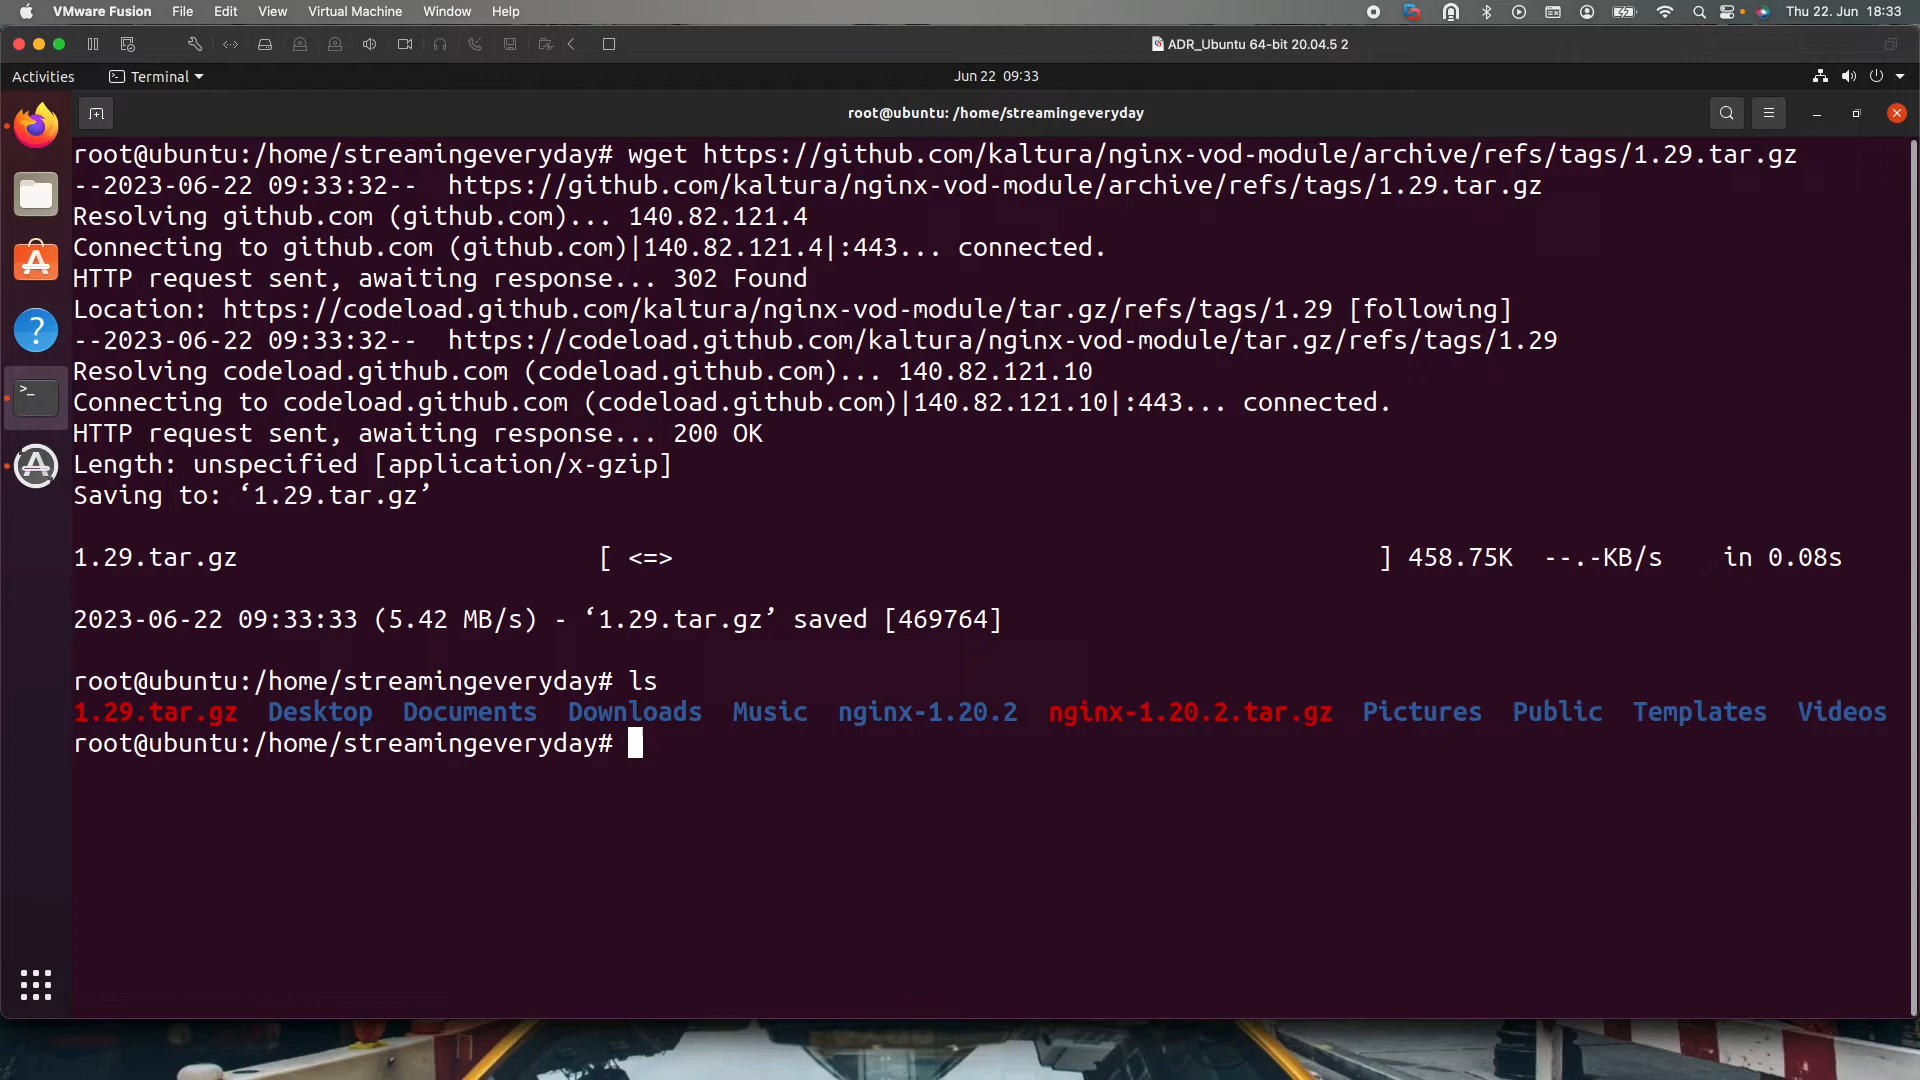 VMware Fusion File Edit View Virtual Machine Window Help Thu 22. Jun 18:33
ADR_Ubuntu 64-bit 20.04.5 2
Activities Terminal Jun 22 09:33
root@ubuntu: /home/streamingeveryday
root@ubuntu:/home/streamingeveryday# wget https://github.com/kaltura/nginx-vod-module/archive/refs/tags/1.29.tar.gz
--2023-06-22 09:33:32-- https://github.com/kaltura/nginx-vod-module/archive/refs/tags/1.29.tar.gz
Resolving github.com (github.com)... 140.82.121.4
Connecting to github.com (github.com)|140.82.121.4|:443... connected.
HTTP request sent, awaiting response... 302 Found
Location: https://codeload.github.com/kaltura/nginx-vod-module/tar.gz/refs/tags/1.29 [following]
--2023-06-22 09:33:32-- https://codeload.github.com/kaltura/nginx-vod-module/tar.gz/refs/tags/1.29
Resolving codeload.github.com (codeload.github.com)... 140.82.121.10
Connecting to codeload.github.com (codeload.github.com)|140.82.121.10|:443... connected.
HTTP request sent, awaiting response... 200 OK
Length: unspecified [application/x-gzip]
Saving to: ‘1.29.tar.gz’
1.29.tar.gz [ <=> ] 458.75K --.-KB/s in 0.08s
2023-06-22 09:33:33 (5.42 MB/s) - ‘1.29.tar.gz’ saved [469764]
root@ubuntu:/home/streamingeveryday# ls
1.29.tar.gz Desktop Documents Downloads Music nginx-1.20.2 nginx-1.20.2.tar.gz Pictures Public Templates Videos
root@ubuntu:/home/streamingeveryday#